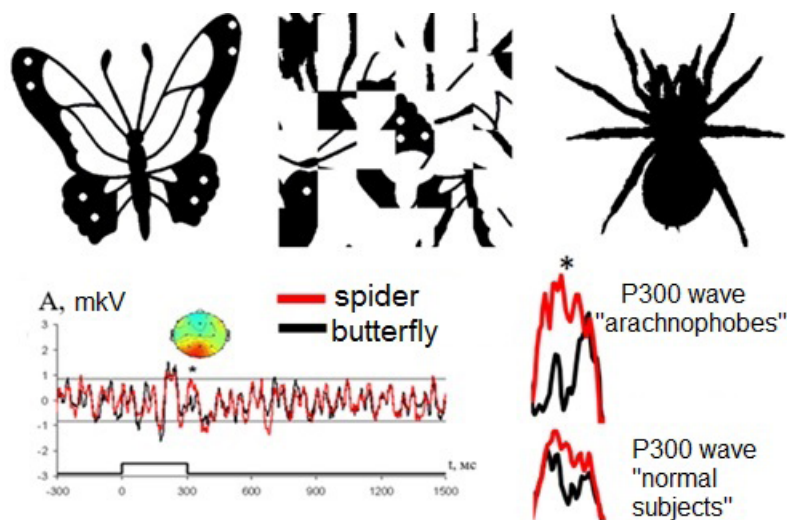 A, mkV
spider
butterfly
*
P300 wave
"arachnophobes"
3
2
1
0
-1
-2
-3
*
t, мс
-300
0
300
600
900
1200
1500
P300 wave
"normal
subjects"